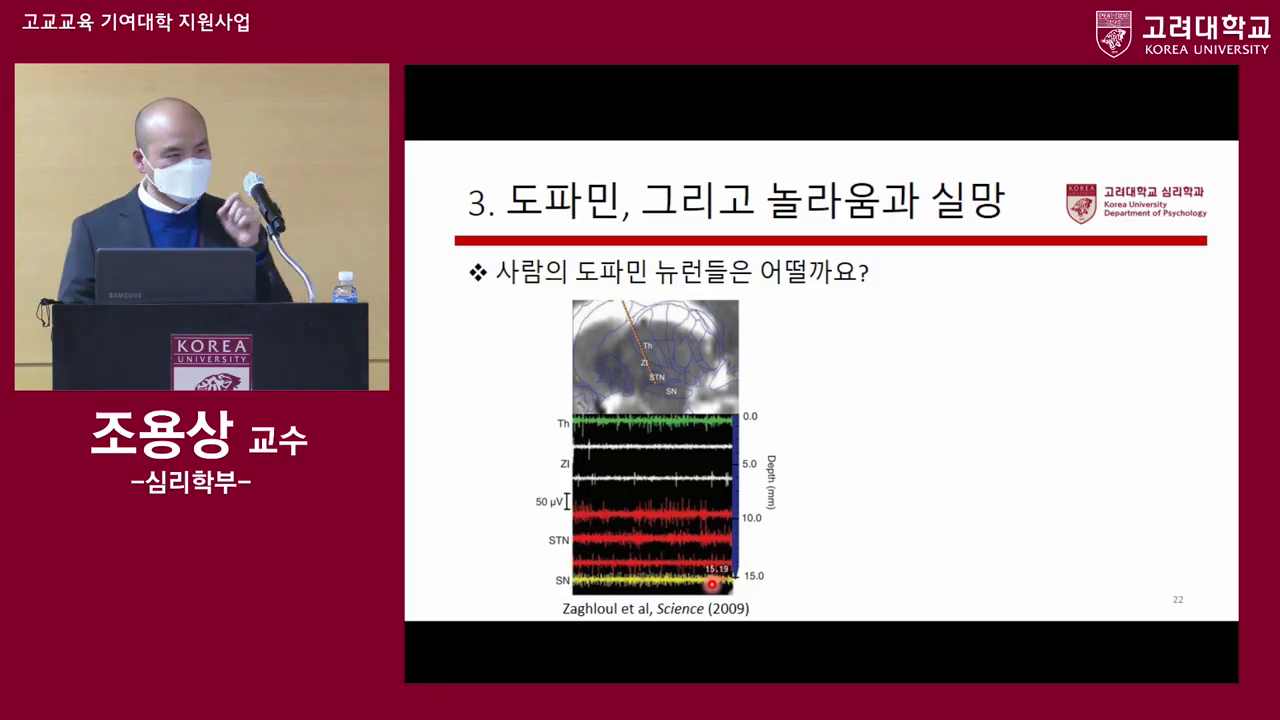 고교교육 기여대학 지원사업
고려대학교
KOREA UNIVERSITY
SAMSUNG
KOREA
UNIVERSITY
조용상 교수
-심리학부-
3. 도파민, 그리고 놀라움과 실망
KOREA
고려대학교 심리학과
Korea University
Department of Psychology
❖ 사람의 도파민 뉴런들은 어떨까요?
Th
ZI
STN
SN
Th
ZI
50 μV
STN
SN
0.0
5.0
10.0
15.0
Depth (mm)
15.19
Zaghloul et al, Science (2009)
22